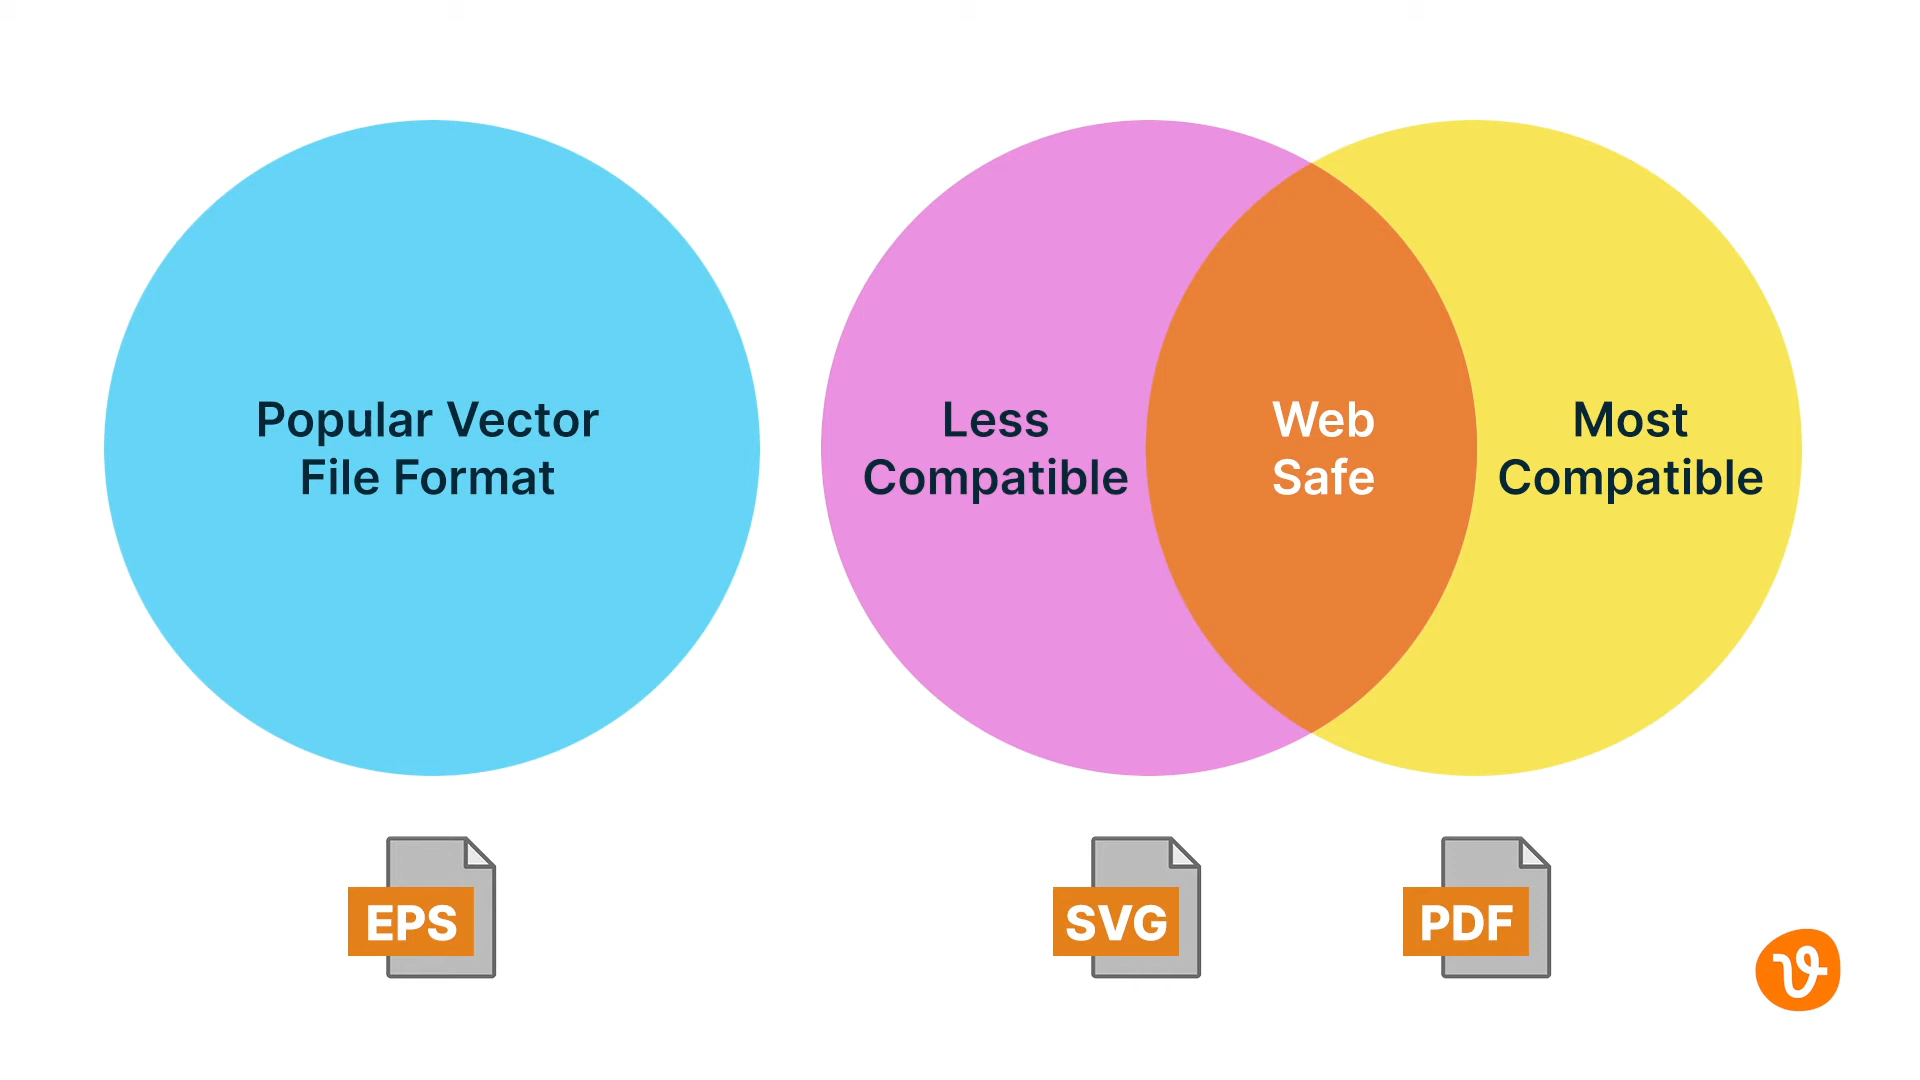 Popular Vector
File Format
Less
Compatible
Web
Safe
Most
Compatible
EPS
SVG
PDF